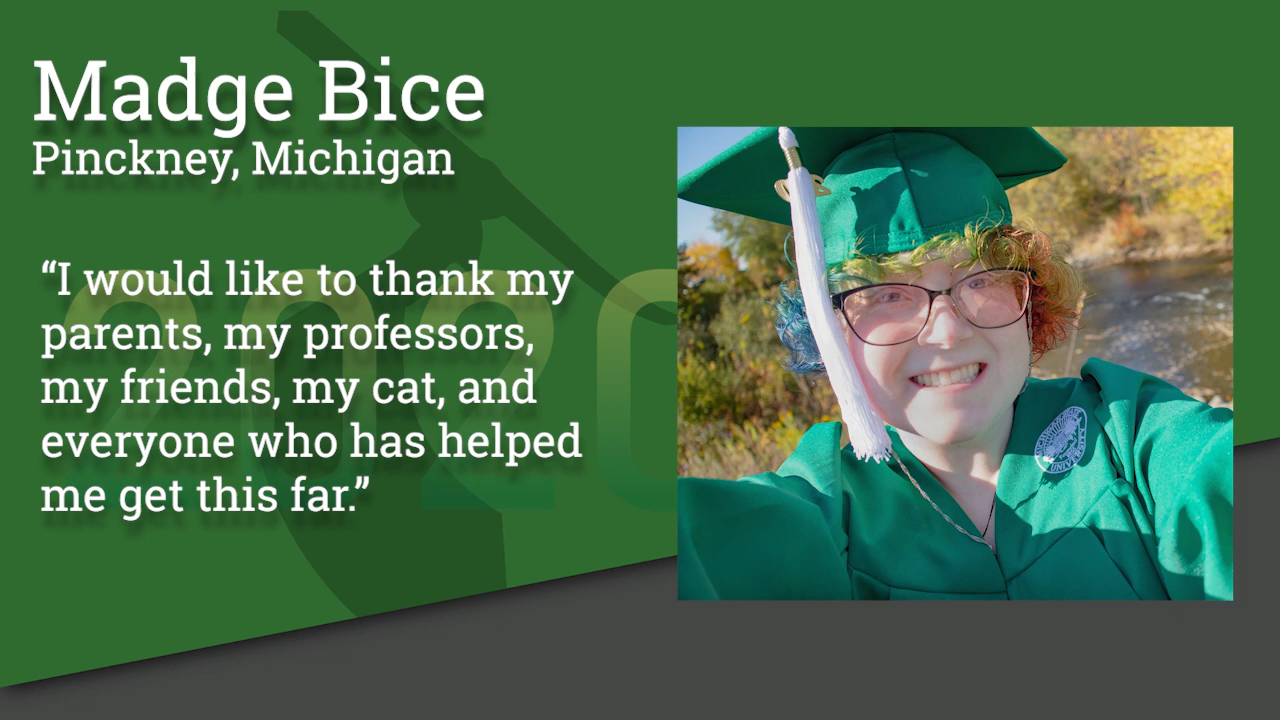 Madge Bice
Pinckney, Michigan
“I would like to thank my
parents, my professors,
my friends, my cat, and
everyone who has helped
me get this far.”
2020